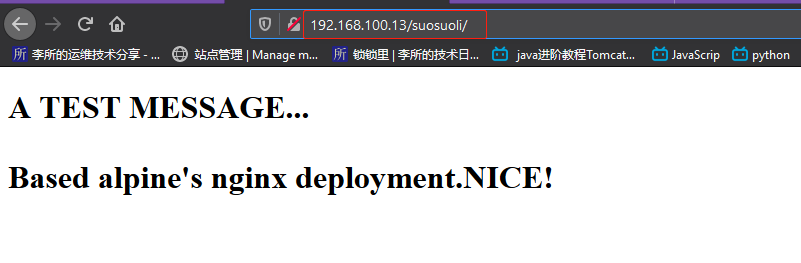 192.168.100.13/suosuoli/
李所的运维技术分享 - ... 站点管理 | Manage m... 锁锁里 | 李所的技术日... java进阶教程Tomcat... JavaScrip python
A TEST MESSAGE...
Based alpine's nginx deployment.NICE!